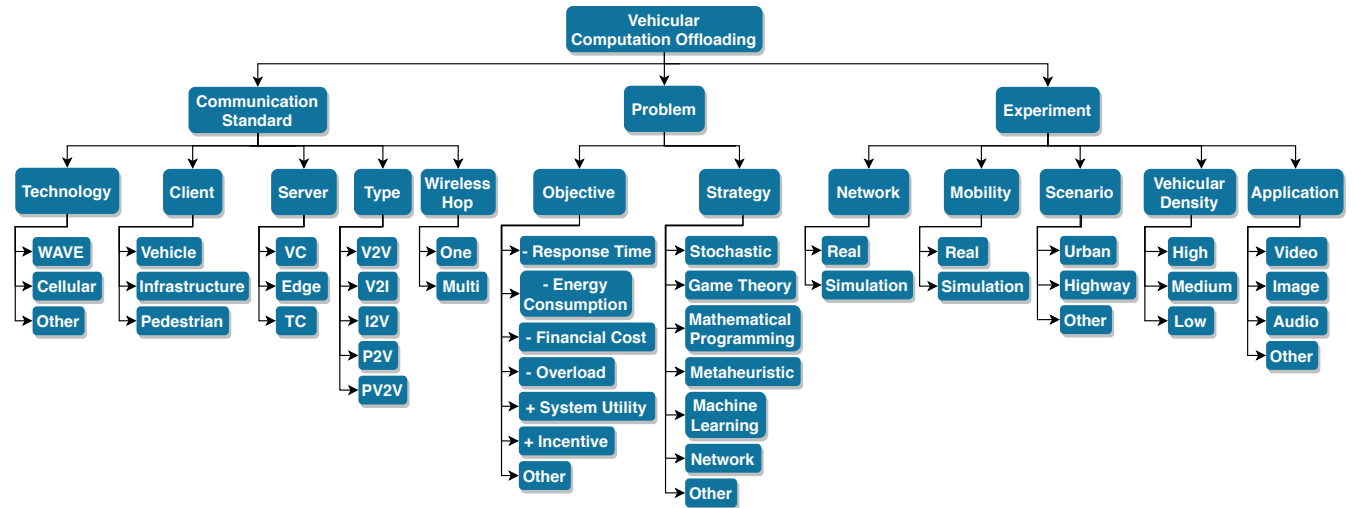 Vehicular
Computation Offloading
Communication
Standard
Problem
Experiment
Technology
Client
Server
Type
Wireless
Hop
Objective
Strategy
Network
Mobility
Scenario
Vehicular
Density
Application
WAVE
Cellular
Other
Vehicle
Infrastructure
Pedestrian
VC
Edge
TC
V2V
V2I
I2V
P2V
PV2V
One
Multi
- Response Time
- Energy
Consumption
- Financial Cost
- Overload
+ System Utility
+ Incentive
Other
Stochastic
Game Theory
Mathematical
Programming
Metaheuristic
Machine
Learning
Network
Other
Real
Simulation
Real
Simulation
Urban
Highway
Other
High
Medium
Low
Video
Image
Audio
Other